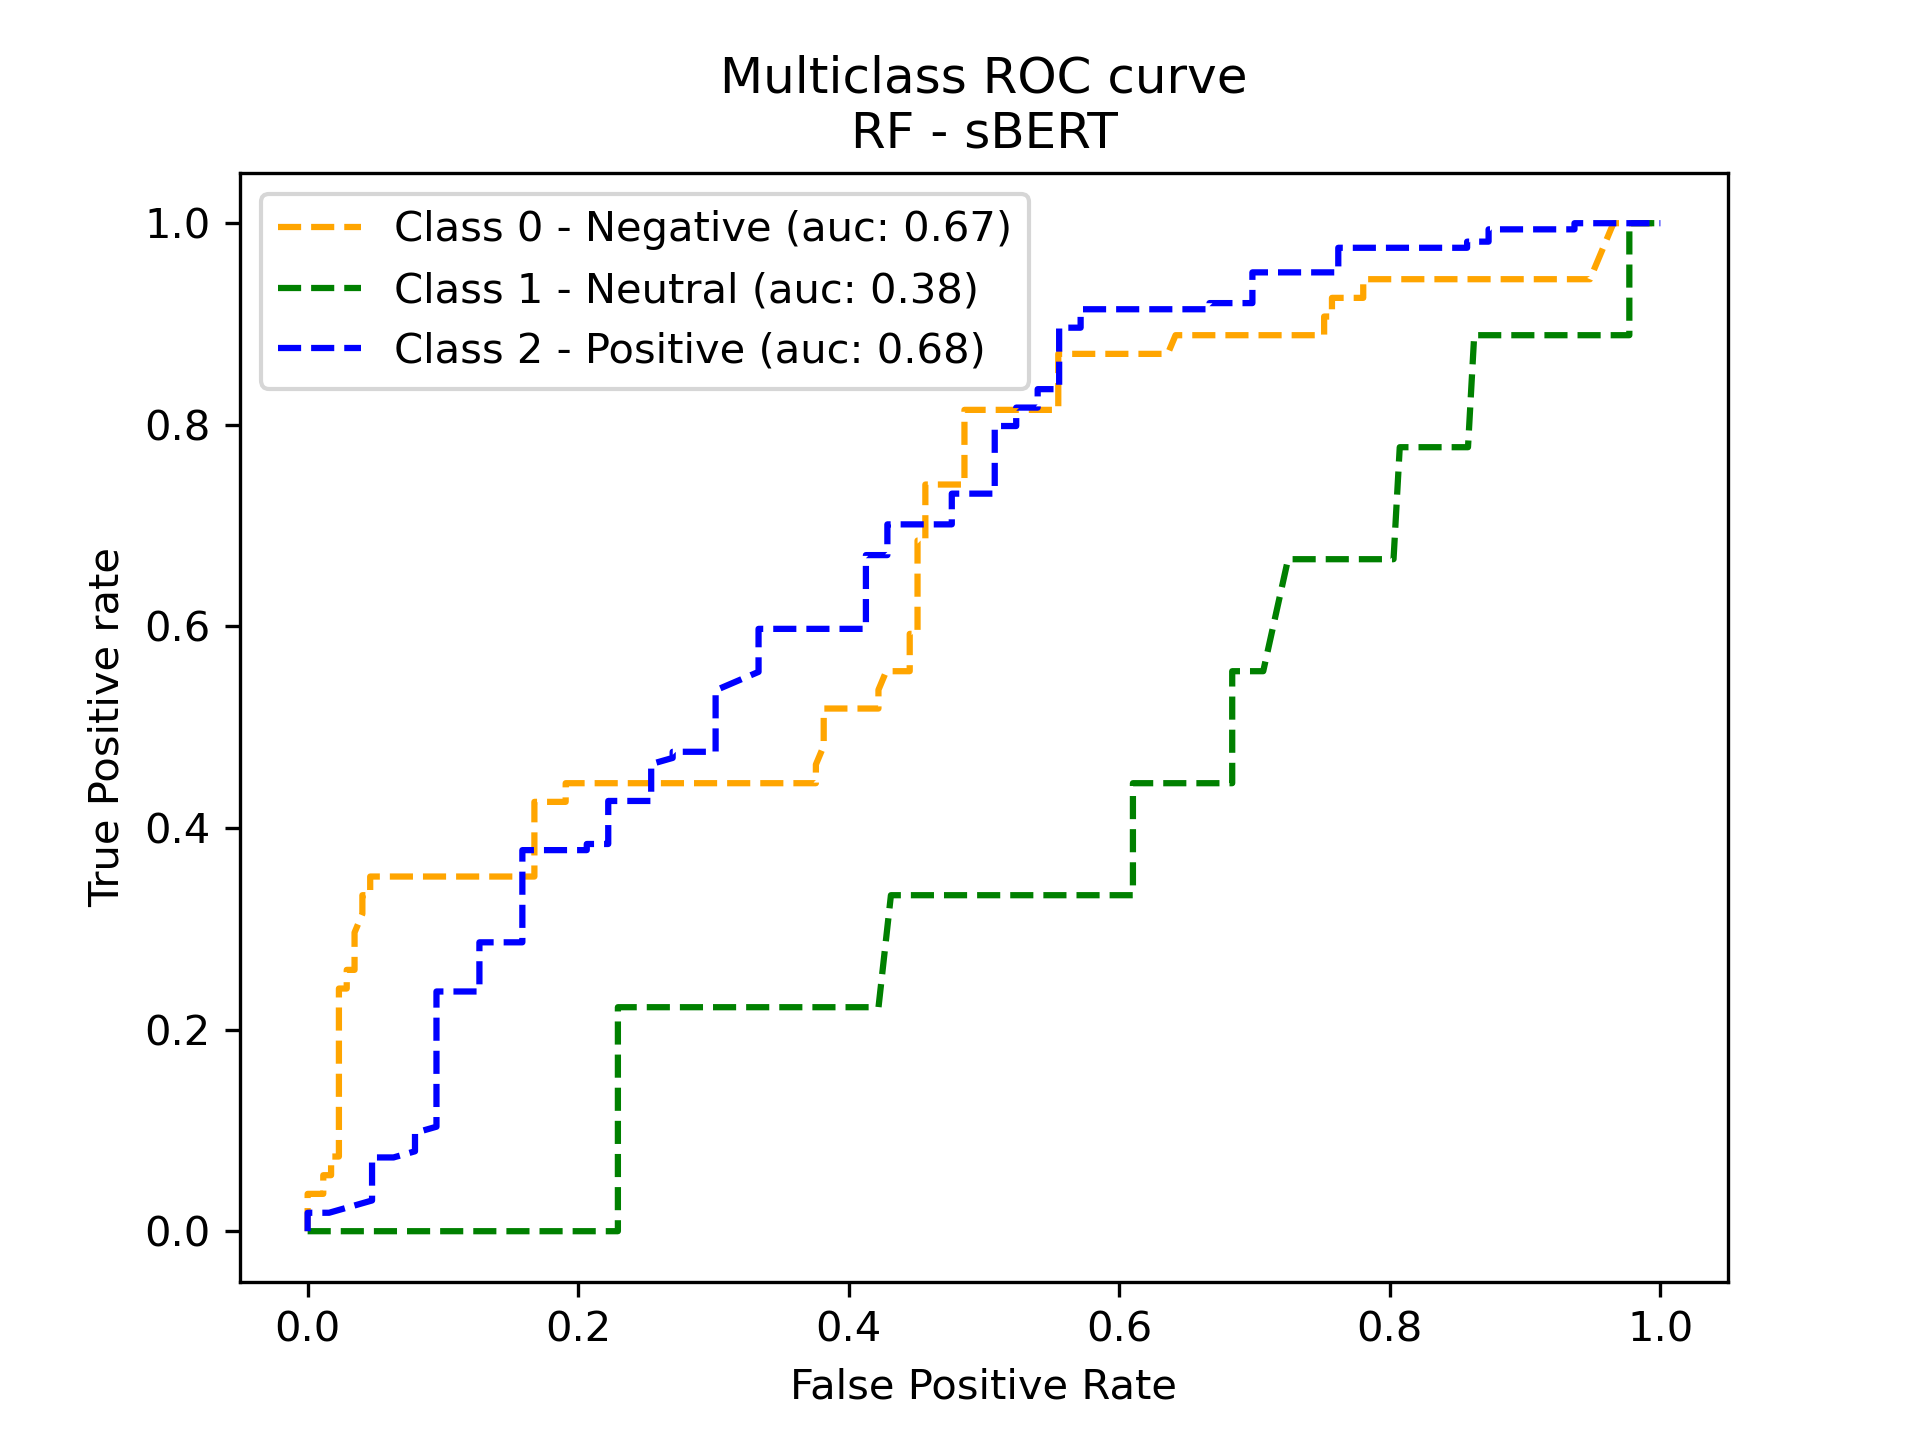 Multiclass ROC curve
RF - sBERT
Class 0 - Negative (auc: 0.67)
Class 1 - Neutral (auc: 0.38)
Class 2 - Positive (auc: 0.68)
True Positive rate
1.0
0.8
0.6
0.4
0.2
0.0
0.0 0.2 0.4 0.6 0.8 1.0
False Positive Rate